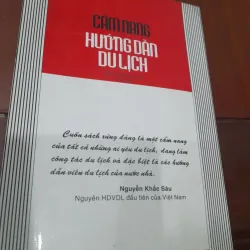 CẨM NANG
HƯỚNG DẪN
DU LỊCH
Cuốn sách xứng đáng là một cẩm nang
của tất cả những ai yêu du lịch, đang làm
công tác du lịch và đặc biệt là các hướng
dẫn viên du lịch của nước nhà.
Nguyễn Khắc Sáu
Nguyên HDVDL đầu tiên của Việt Nam